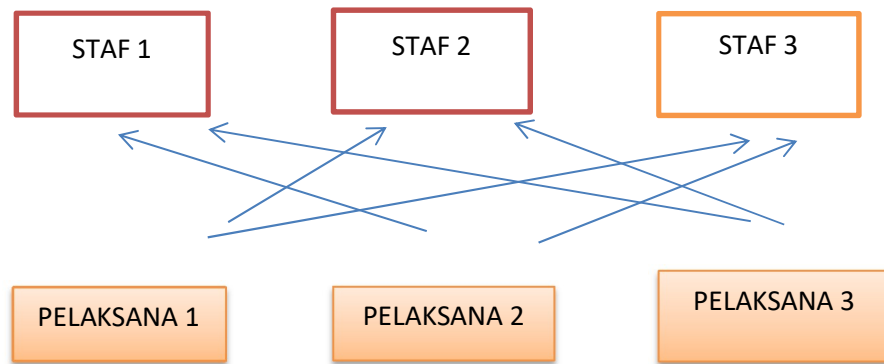 STAF 1
STAF 2
STAF 3
PELAKSANA 1
PELAKSANA 2
PELAKSANA 3